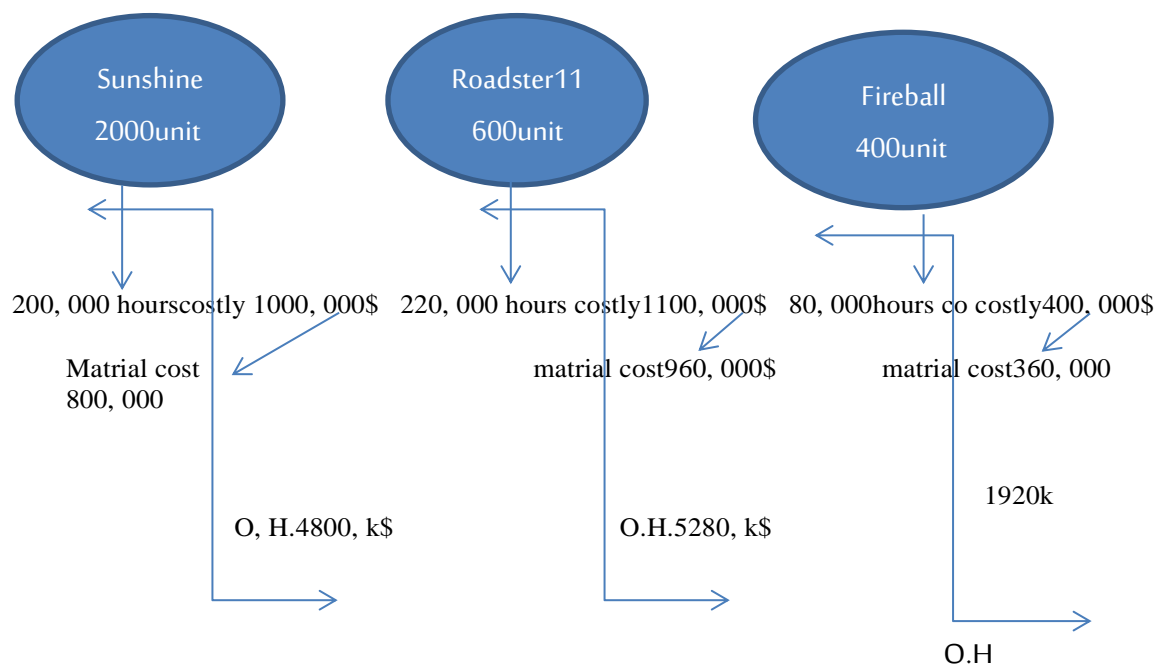 Sunshine
2000unit
Roadster11
600unit
Fireball
400unit
200, 000 hourscostly 1000, 000$
220, 000 hours costly1100, 000$
80, 000hours co costly400, 000$
Matrial cost
800, 000
matrial cost960, 000$
matrial cost360, 000
1920k
O, H.4800, k$
O.H.5280, k$
O.H